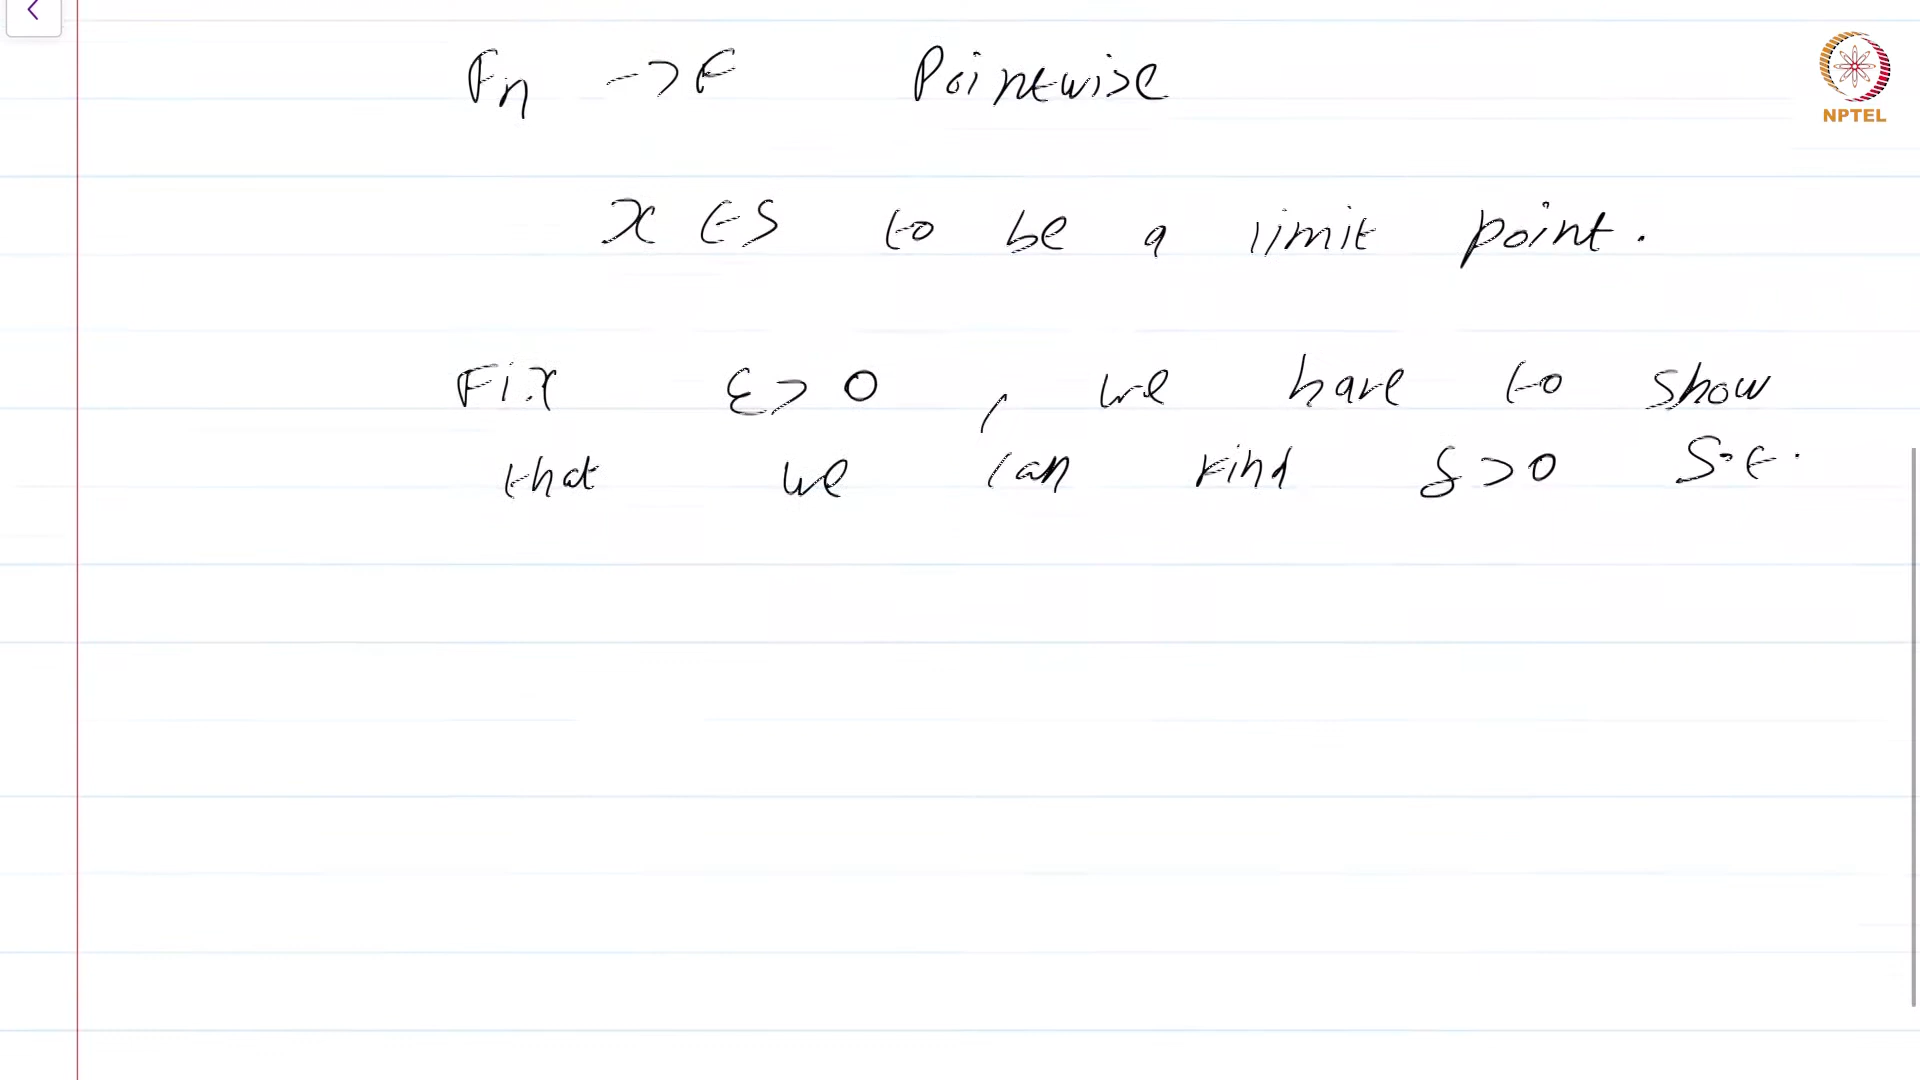 Fn -> F Pointwise
NPTEL
x ∈ S to be a limit point.
Fix ε > 0 , we have to show
that we can find δ > 0 S.t.